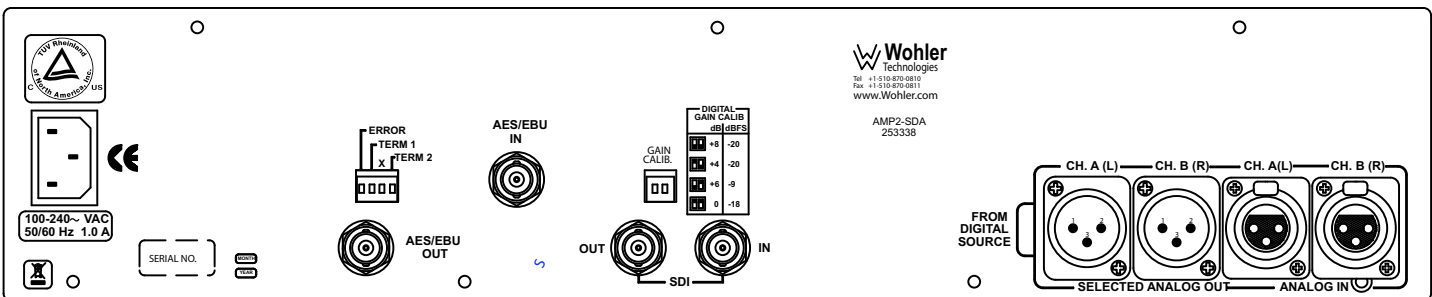 TUV Rheinland
of North America, Inc.
C US
100-240~ VAC
50/60 Hz 1.0 A
SERIAL NO.
MONTH
YEAR
ERROR
TERM 1
X TERM 2
AES/EBU
OUT
AES/EBU
IN
S
GAIN
CALIB.
DIGITAL
GAIN CALIB
dB dBFS
+8 -20
+4 -20
+6 -9
0 -18
OUT
IN
SDI
Wohler
Technologies
Tel +1-510-870-0810
Fax +1-510-870-0811
www.Wohler.com
AMP2-SDA
253338
FROM
DIGITAL
SOURCE
CH. A (L) CH. B (R) CH. A(L) CH. B (R)
1 2
3
1 2
3
SELECTED ANALOG OUT ANALOG IN